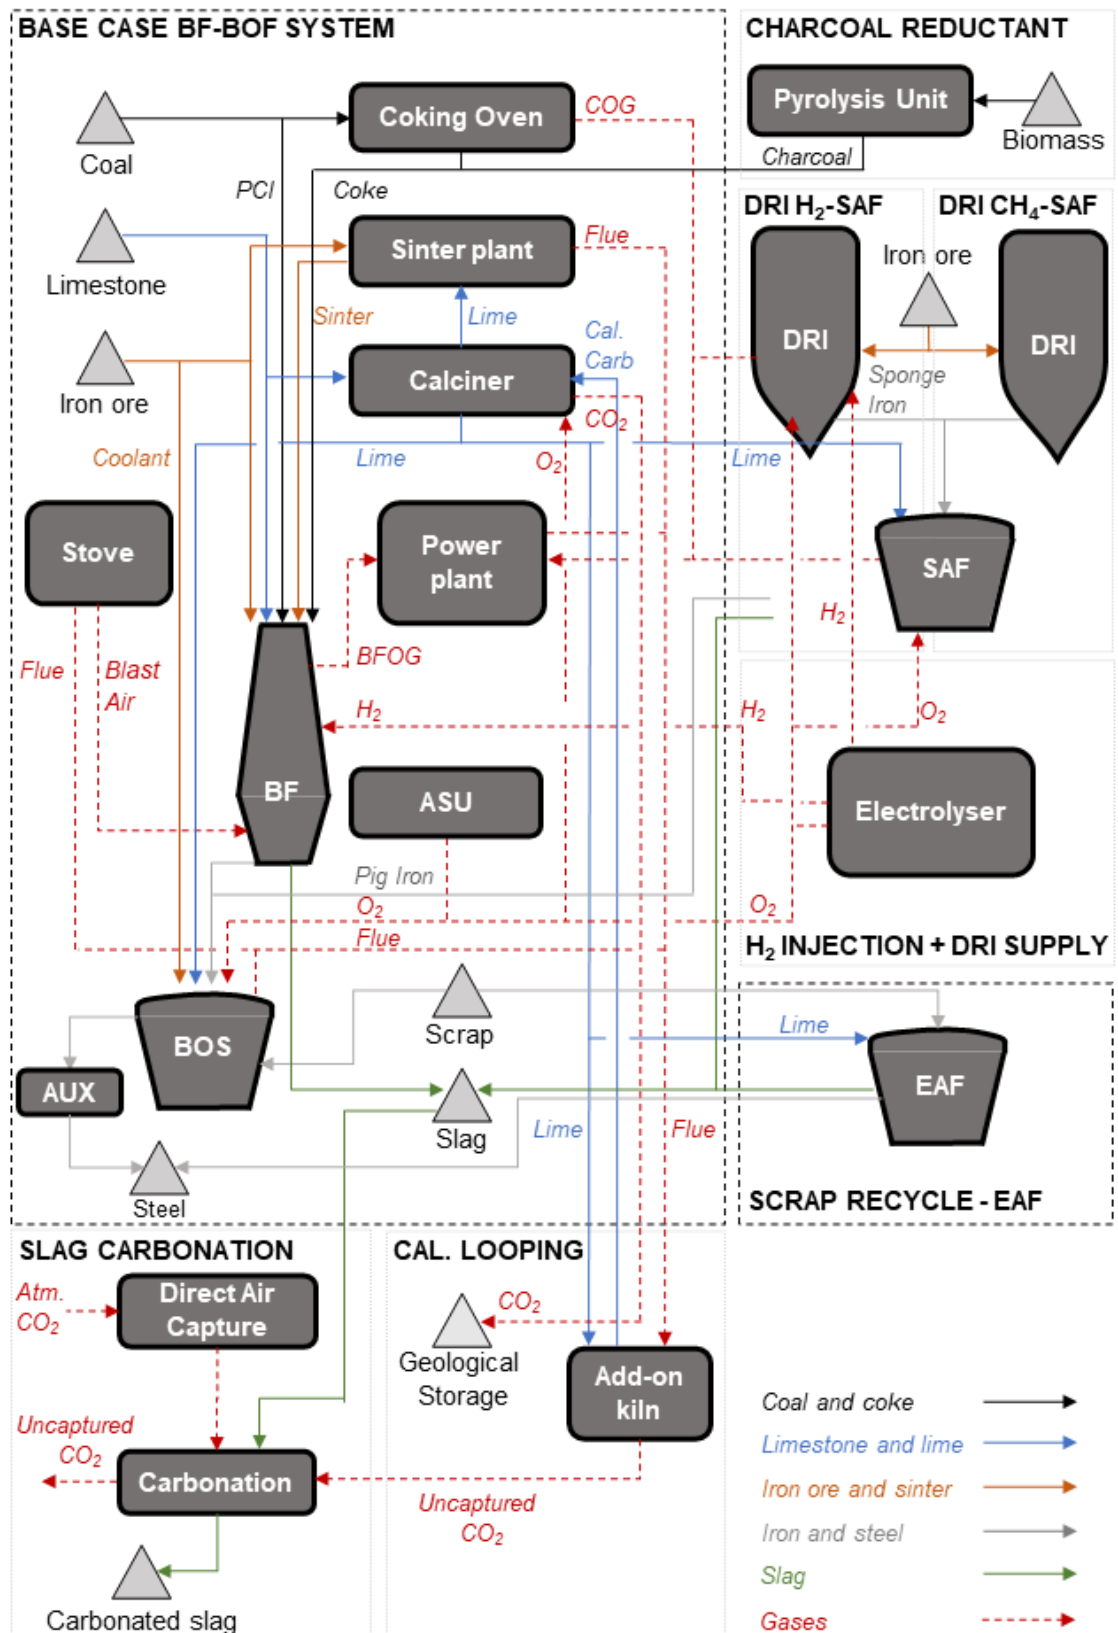 BASE CASE BF-BOF SYSTEM
CHARCOAL REDUCTANT
Coking Oven
COG
Pyrolysis Unit
Coal
Biomass
Charcoal
PCI
Coke
DRI H₂-SAF
DRI CH₄-SAF
Sinter plant
Flue
Iron ore
Limestone
Sinter
Lime
Cal.
Carb
DRI
DRI
Calciner
Sponge
Iron
Iron ore
CO₂
Coolant
Lime
O₂
Lime
Stove
Power
plant
SAF
H₂
Flue
Blast
Air
BFOG
H₂
H₂
O₂
BF
ASU
Electrolyser
Pig Iron
O₂
O₂
Flue
H₂ INJECTION + DRI SUPPLY
Scrap
Lime
BOS
AUX
EAF
Slag
Lime
Flue
Steel
SCRAP RECYCLE - EAF
SLAG CARBONATION
CAL. LOOPING
Atm.
CO₂
Direct Air
Capture
CO₂
Geological
Storage
Add-on
kiln
Uncaptured
CO₂
Carbonation
Uncaptured
CO₂
Carbonated slag
Coal and coke
Limestone and lime
Iron ore and sinter
Iron and steel
Slag
Gases